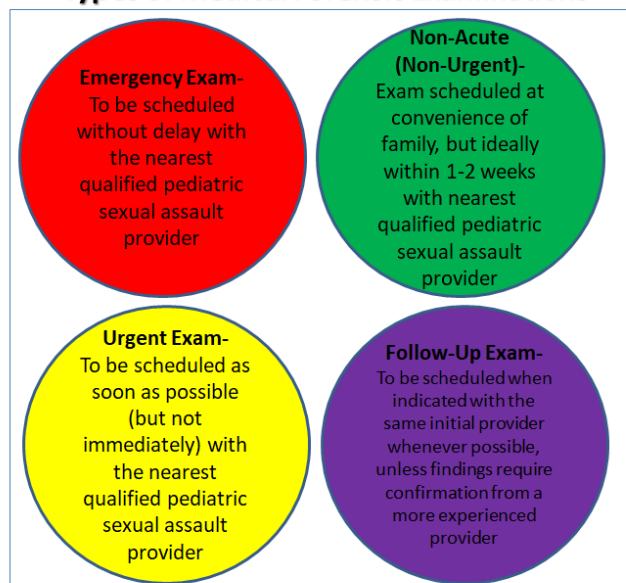 Emergency Exam-
To be scheduled
without delay with
the nearest
qualified pediatric
sexual assault
provider
Non-Acute
(Non-Urgent)-
Exam scheduled at
convenience of
family, but ideally
within 1-2 weeks
with nearest
qualified pediatric
sexual assault
provider
Urgent Exam-
To be scheduled as
soon as possible
(but not
immediately) with
the nearest
qualified pediatric
sexual assault
provider
Follow-Up Exam-
To be scheduled when
indicated with the
same initial provider
whenever possible,
unless findings require
confirmation from a
more experienced
provider